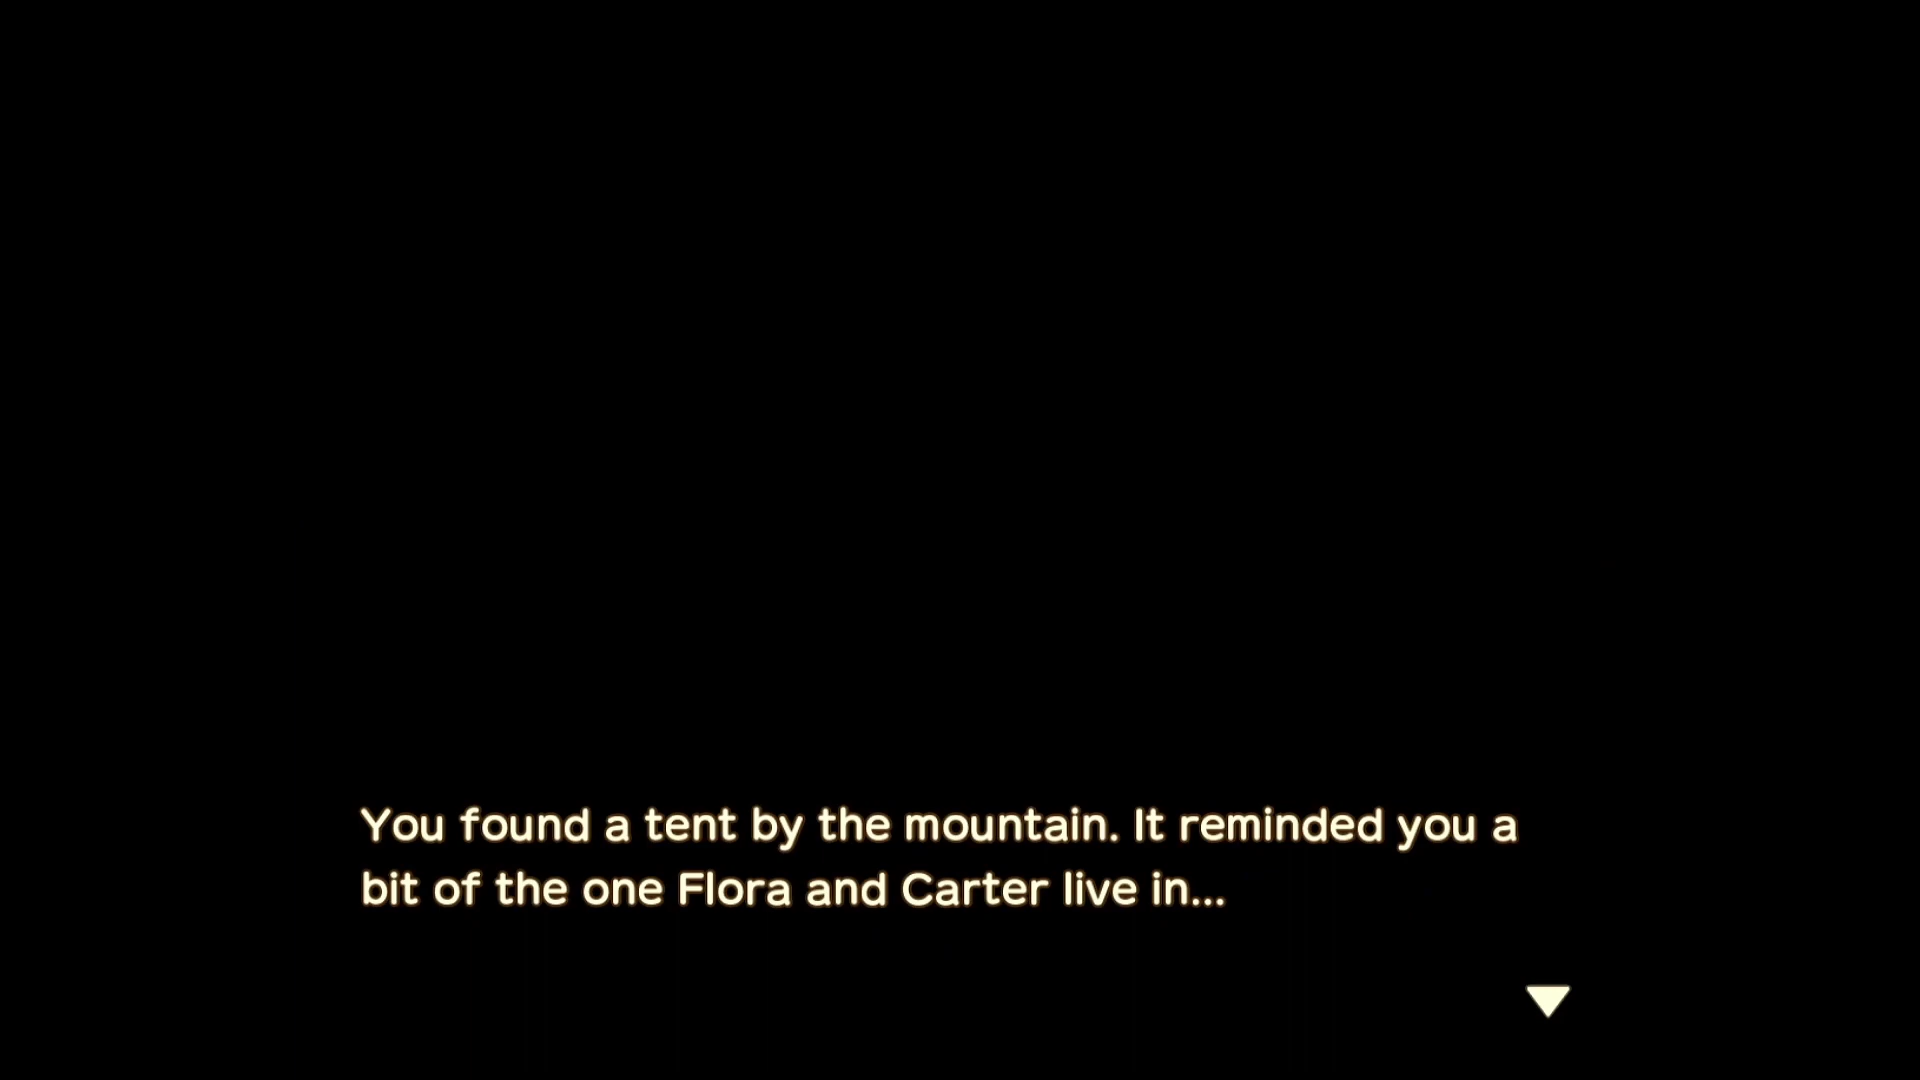 You found a tent by the mountain. It reminded you a
bit of the one Flora and Carter live in...